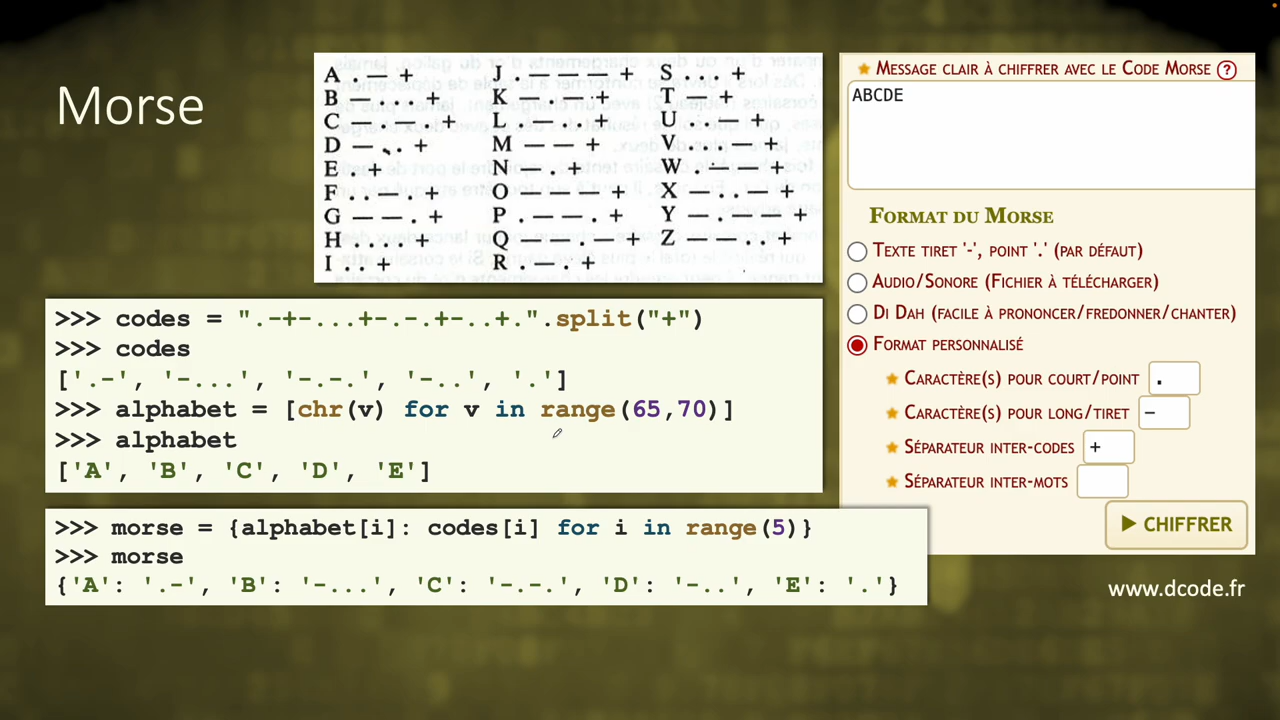 Morse
A . — +
B — . . . +
C — . — . +
D — . . +
E . +
F . . — . +
G — — . +
H . . . . +
I . . +
J . — — — +
K — . — +
L . — . . +
M — — +
N — . +
O — — — +
P . — — . +
Q — — . — +
R . — . +
S . . . +
T — +
U . . — +
V . . . — +
W . — — +
X — . . — +
Y — . — — +
Z — — . . +
>>> codes = ".-+-...+-.-.+-..+.".split("+")
>>> codes
['.-', '-...', '-.-.', '-..', '.']
>>> alphabet = [chr(v) for v in range(65,70)]
>>> alphabet
['A', 'B', 'C', 'D', 'E']
>>> morse = {alphabet[i]: codes[i] for i in range(5)}
>>> morse
{'A': '.-', 'B': '-...', 'C': '-.-.', 'D': '-..', 'E': '.'}
★ Message clair à chiffrer avec le Code Morse ?
ABCDE
Format du Morse
Texte tiret '-', point '.' (par défaut)
Audio/Sonore (Fichier à télécharger)
Di Dah (facile à prononcer/fredonner/chanter)
Format personnalisé
★ Caractère(s) pour court/point .
★ Caractère(s) pour long/tiret –
★ Séparateur inter-codes +
★ Séparateur inter-mots
▶ CHIFFRER
www.dcode.fr